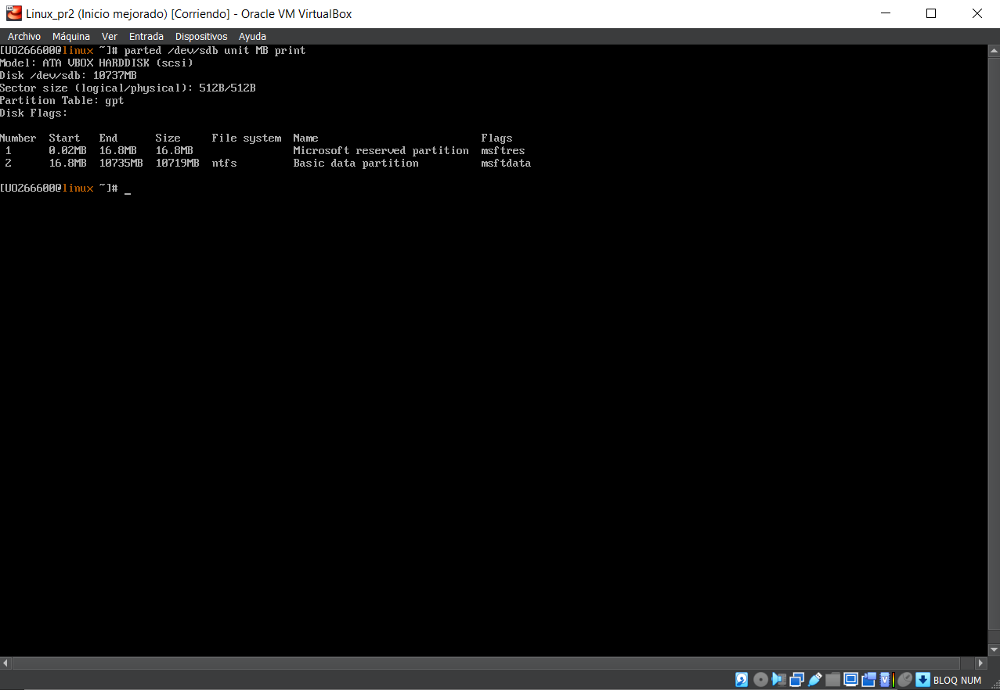 Linux_pr2 (Inicio mejorado) [Corriendo] - Oracle VM VirtualBox
Archivo Máquina Ver Entrada Dispositivos Ayuda
[UO266600@linux ~]# parted /dev/sdb unit MB print
Model: ATA VBOX HARDDISK (scsi)
Disk /dev/sdb: 10737MB
Sector size (logical/physical): 512B/512B
Partition Table: gpt
Disk Flags:
Number  Start   End      Size     File system  Name                          Flags
 1      0.02MB  16.8MB   16.8MB                Microsoft reserved partition  msftres
 2      16.8MB  10735MB  10719MB  ntfs         Basic data partition          msftdata
[UO266600@linux ~]# _
BLOQ NUM